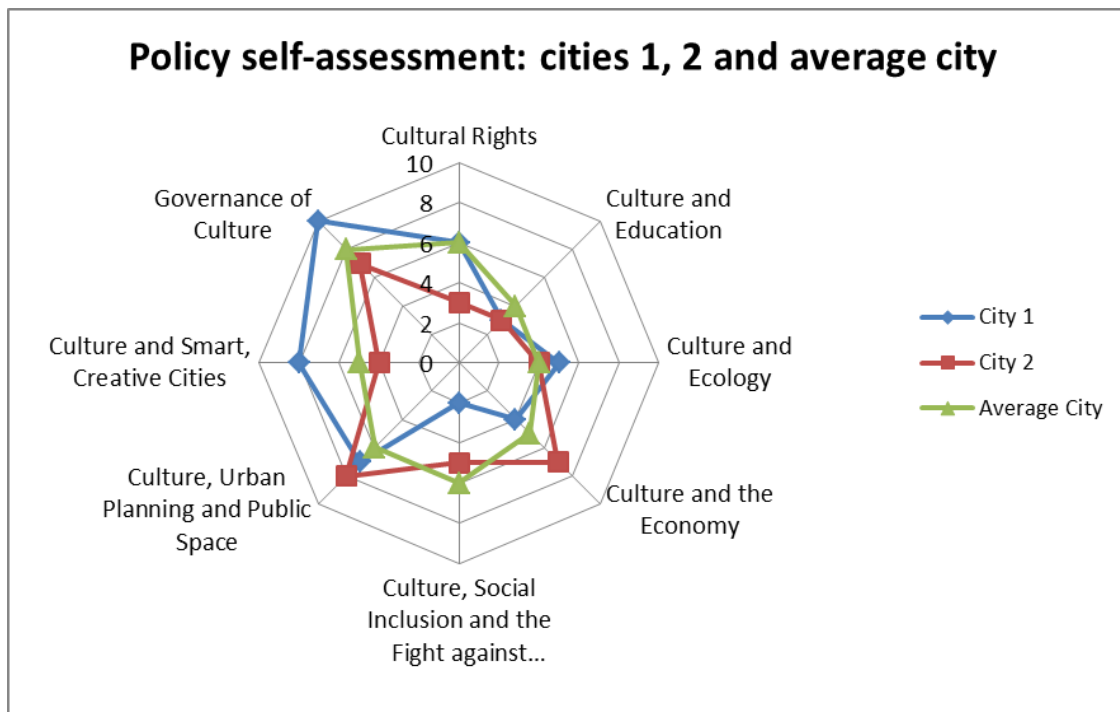 Policy self-assessment: cities 1, 2 and average city
Cultural Rights
10
8
6
4
2
0
Culture and
Education
Culture and
Ecology
Culture and the
Economy
Culture, Social
Inclusion and the
Fight against...
Culture, Urban
Planning and Public
Space
Culture and Smart,
Creative Cities
Governance of
Culture
City 1
City 2
Average City